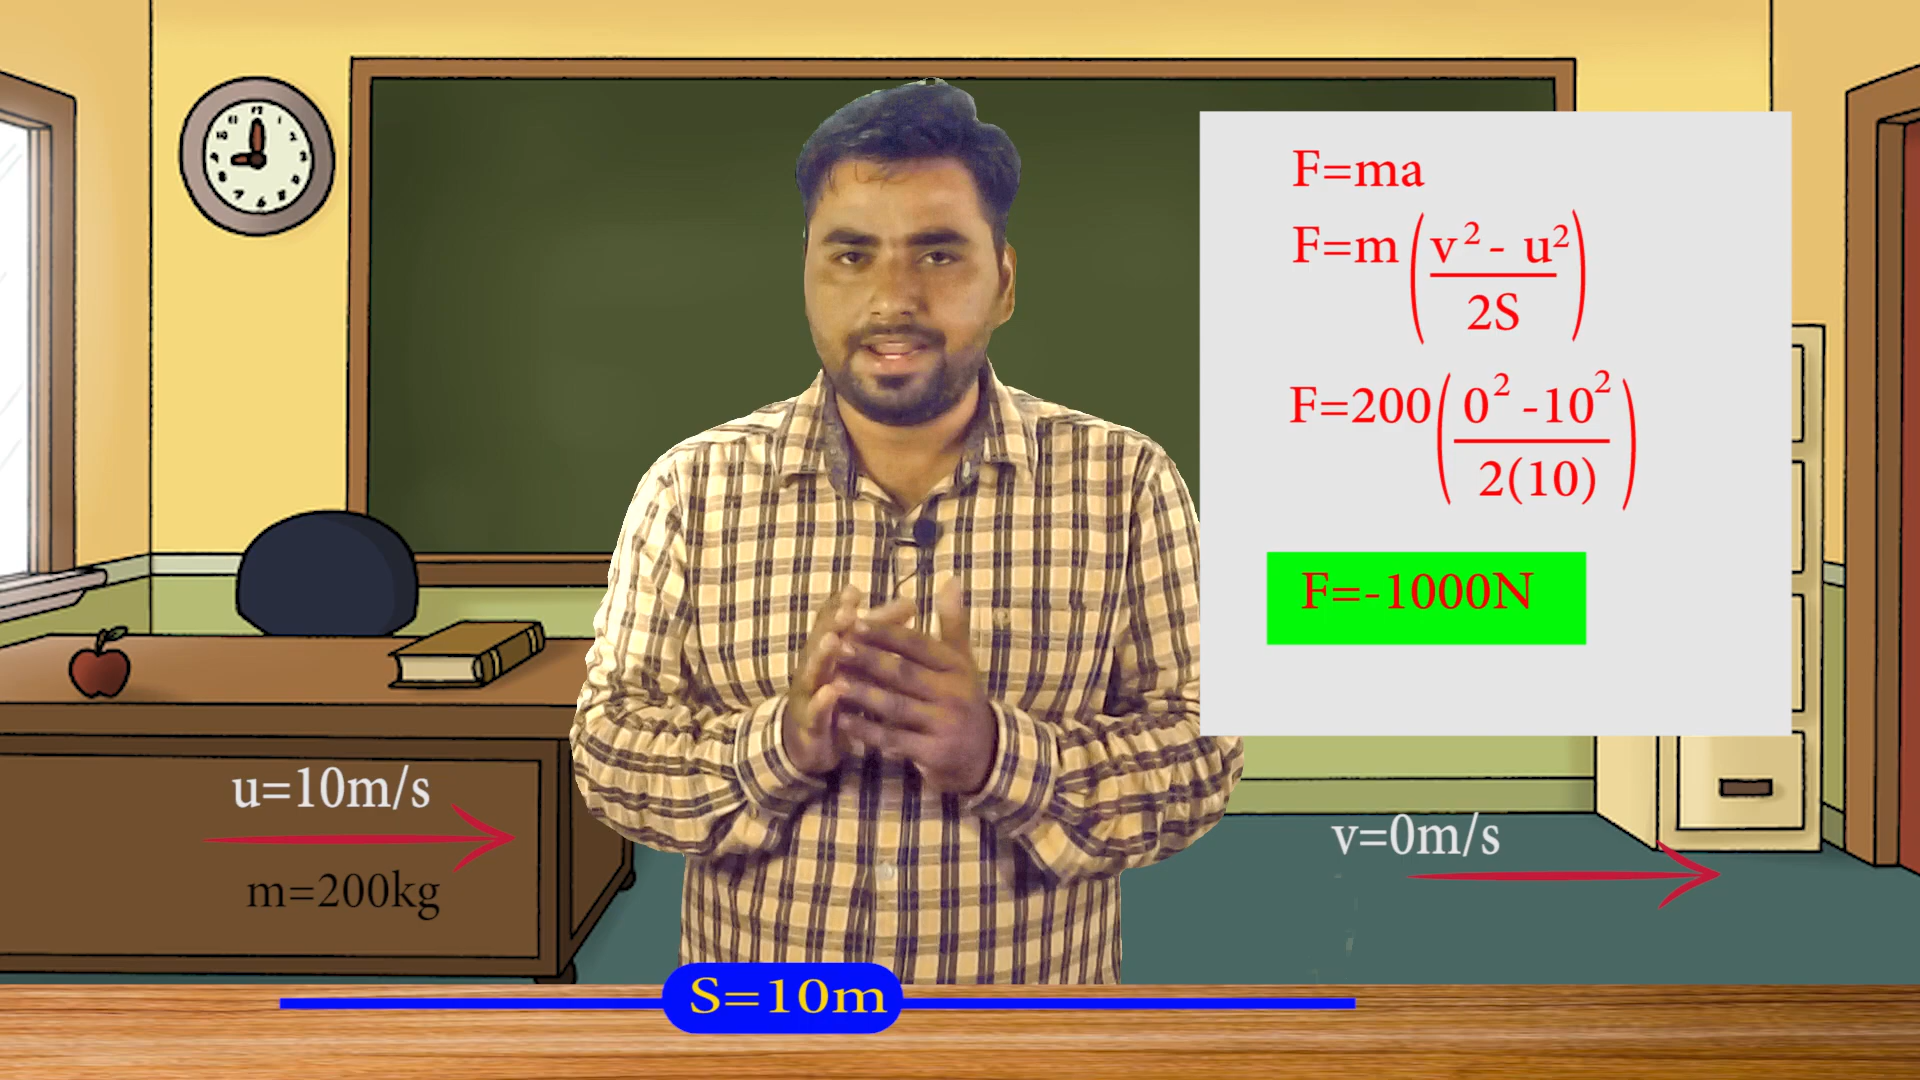 F=ma
F=m(v² - u² / 2S)
F=200(0² -10² / 2(10))
F=-1000N
u=10m/s
m=200kg
v=0m/s
S=10m